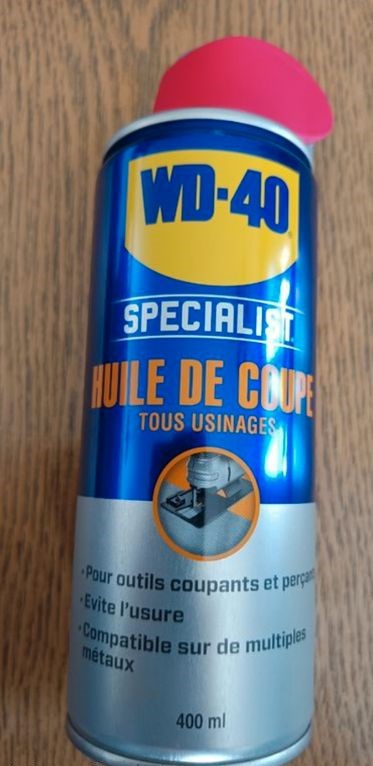 WD-40
SPECIALIST
HUILE DE COUPE
TOUS USINAGES
• Pour outils coupants et
• Evite l'usure
• Compatible sur de multiples
métaux
400 ml